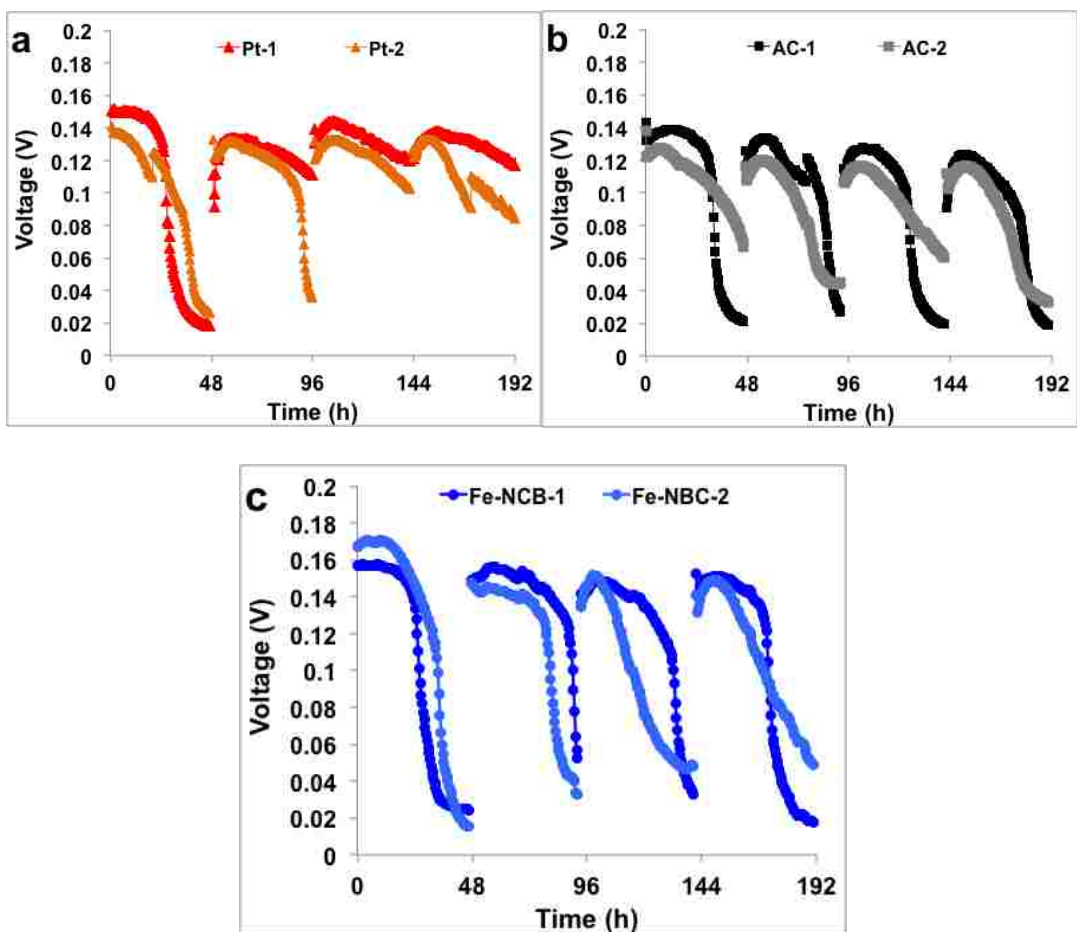 a
Pt-1 Pt-2
0.2
0.18
0.16
0.14
0.12
0.1
0.08
0.06
0.04
0.02
0
Voltage (V)
0 48 96 144 192
Time (h)
b
AC-1 AC-2
0.2
0.18
0.16
0.14
0.12
0.1
0.08
0.06
0.04
0.02
0
Voltage (V)
0 48 96 144 192
Time (h)
c
Fe-NCB-1 Fe-NBC-2
0.2
0.18
0.16
0.14
0.12
0.1
0.08
0.06
0.04
0.02
0
Voltage (V)
0 48 96 144 192
Time (h)